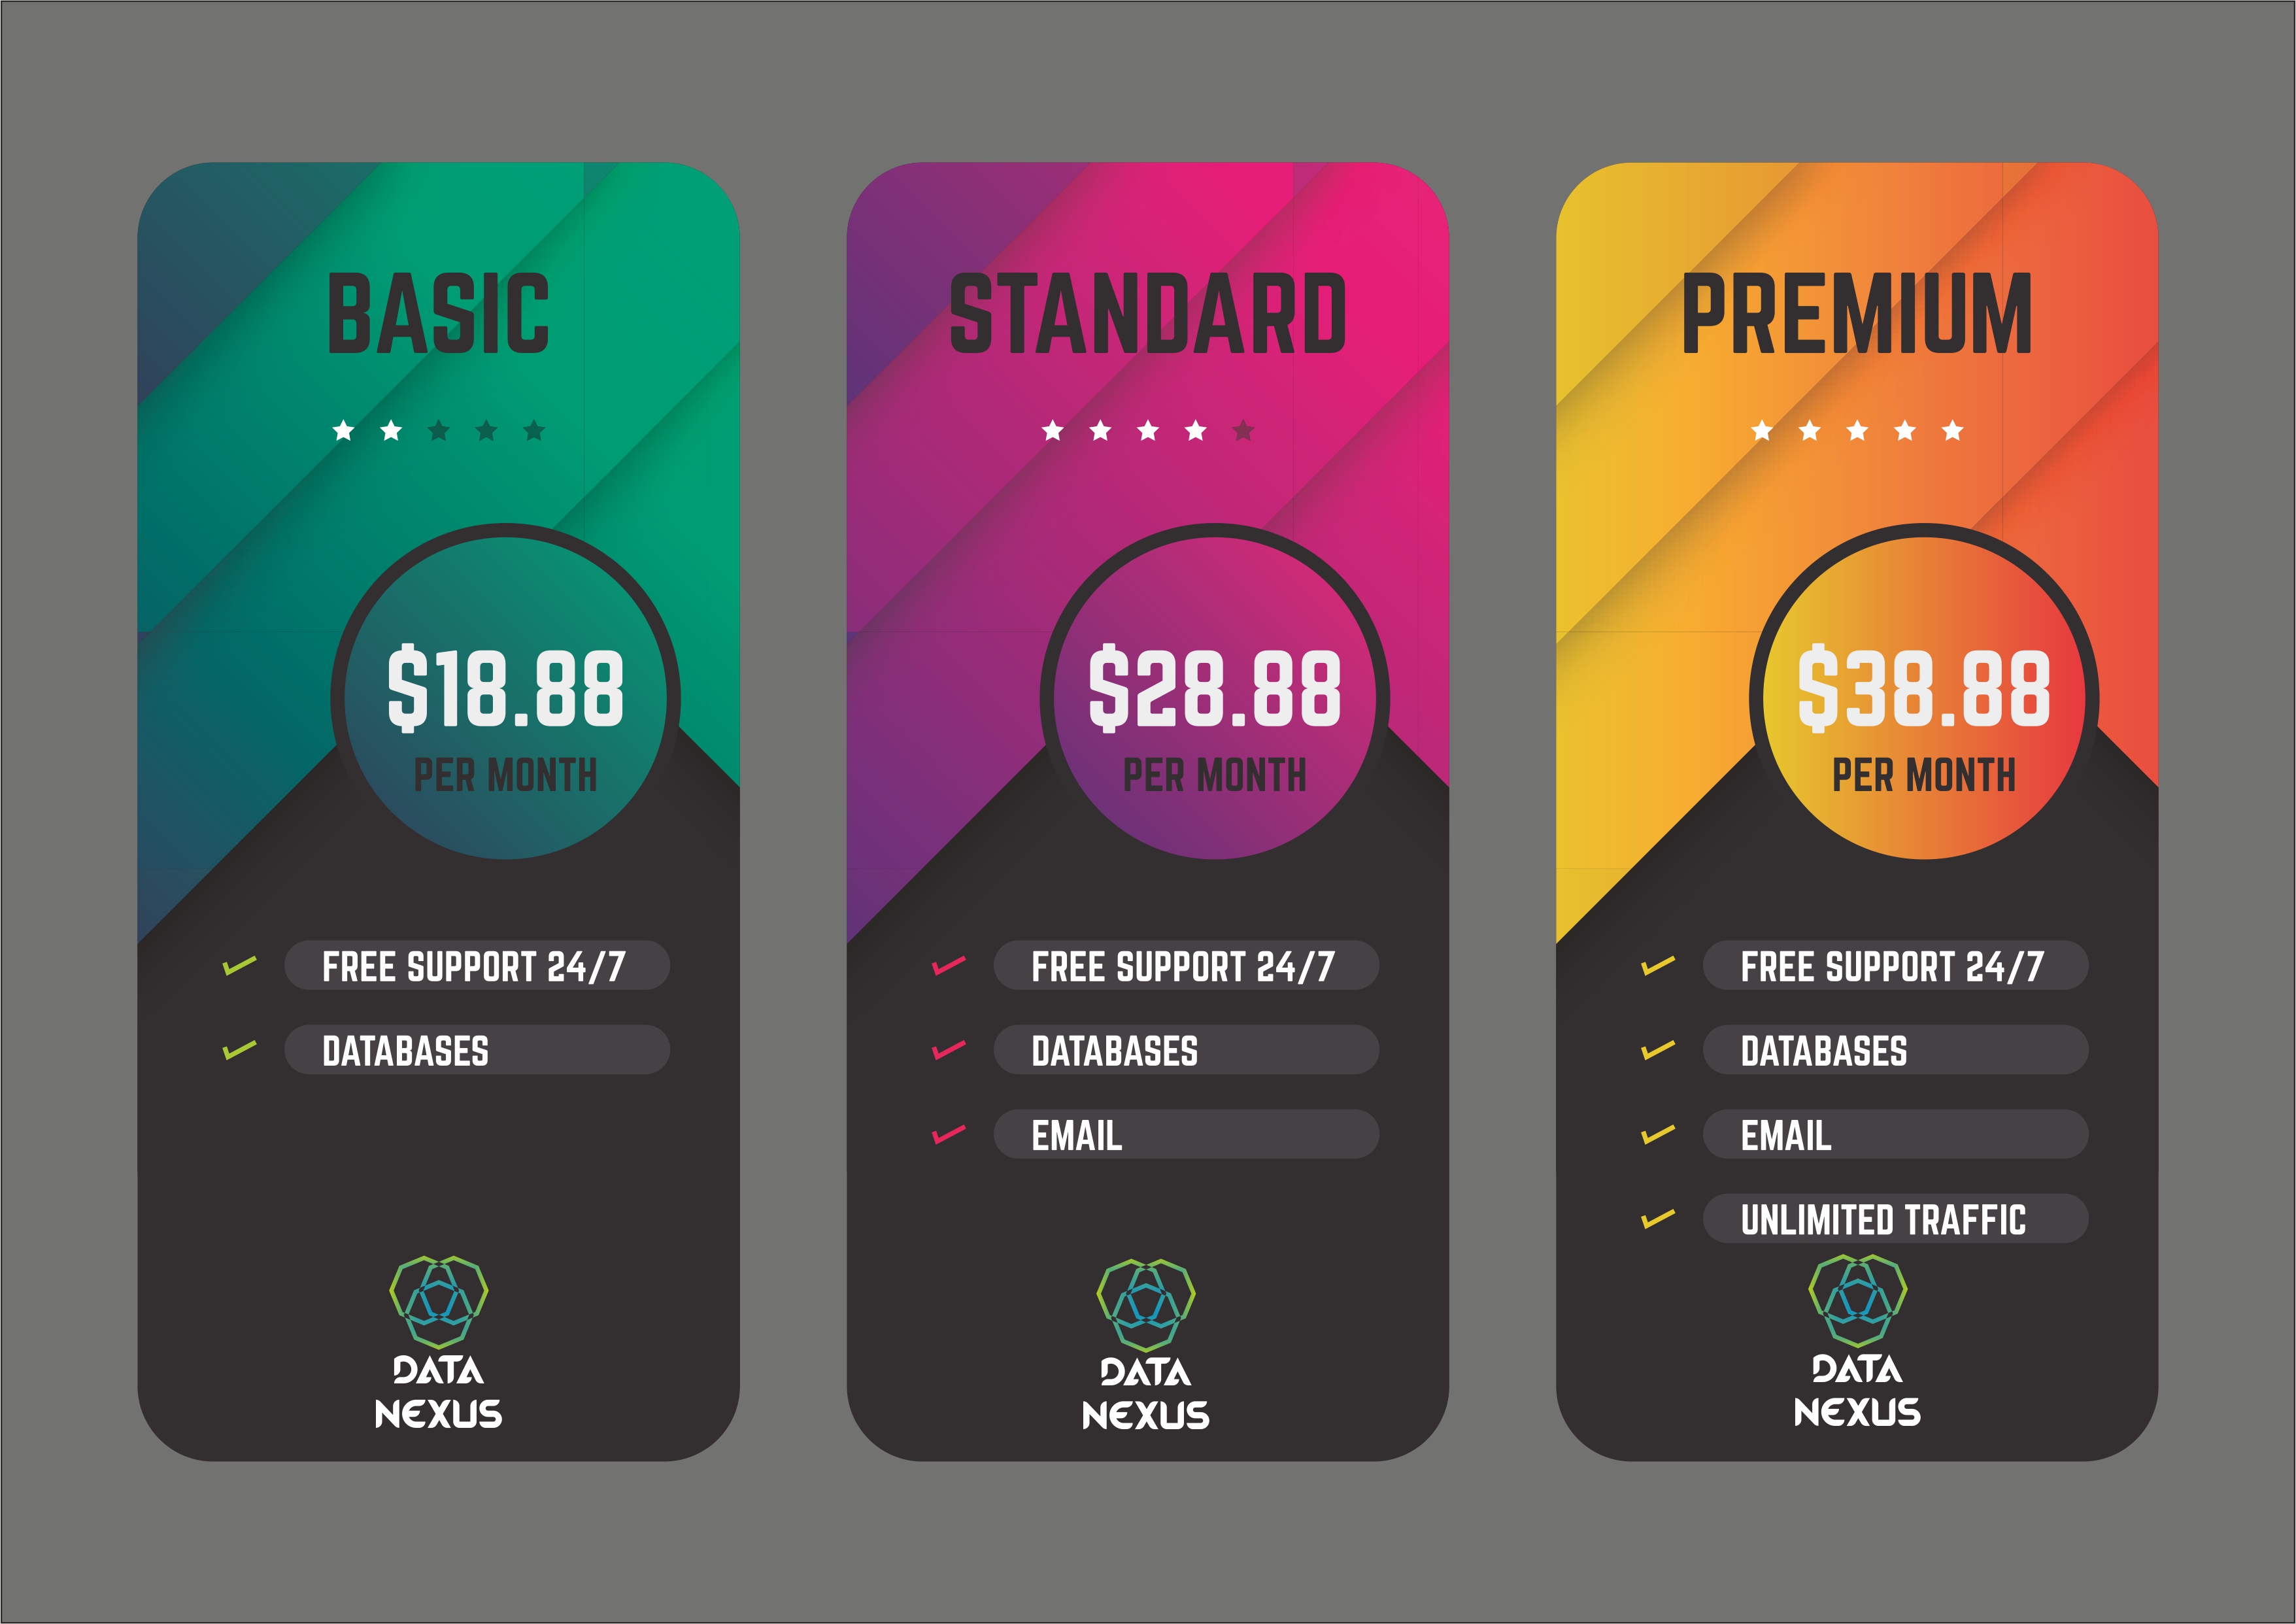 BASIC
$18.88
PER MONTH
FREE SUPPORT 24/7
DATABASES
DATA
NEXUS
STANDARD
$28.88
PER MONTH
FREE SUPPORT 24/7
DATABASES
EMAIL
DATA
NEXUS
PREMIUM
$38.88
PER MONTH
FREE SUPPORT 24/7
DATABASES
EMAIL
UNLIMITED TRAFFIC
DATA
NEXUS